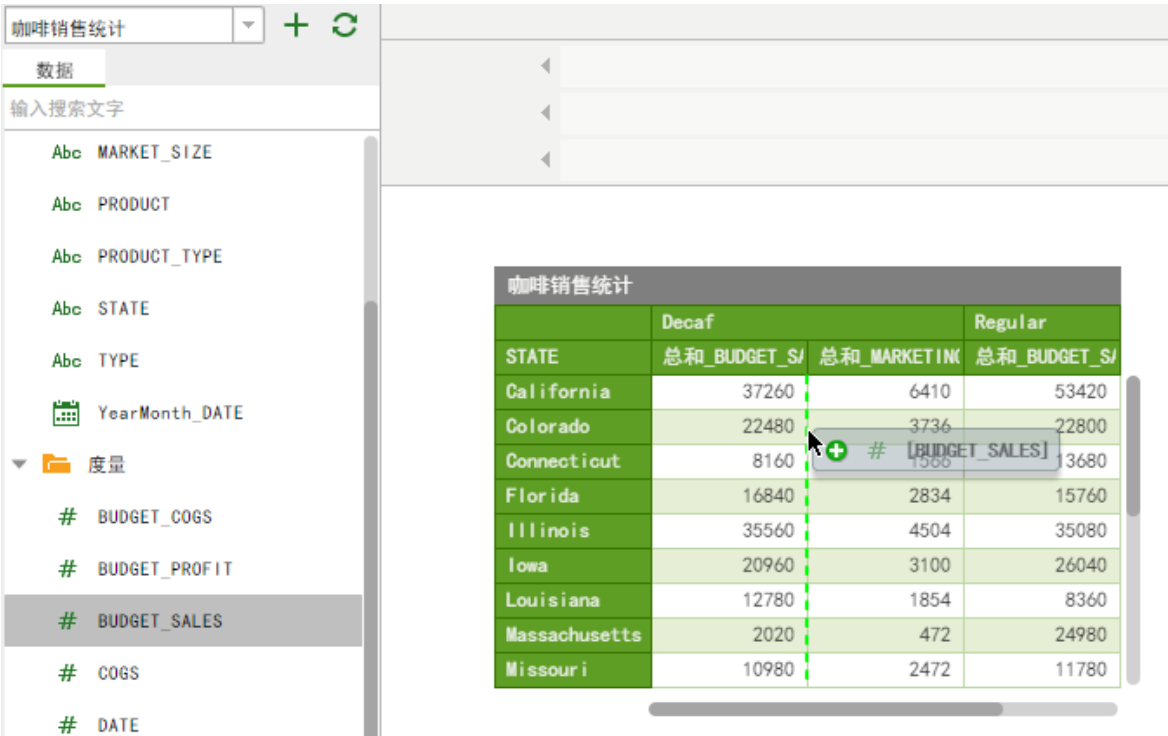 咖啡销售统计
数据
输入搜索文字
Abc MARKET_SIZE
Abc PRODUCT
Abc PRODUCT_TYPE
Abc STATE
Abc TYPE
YearMonth_DATE
度量
# BUDGET_COGS
# BUDGET_PROFIT
# BUDGET_SALES
# COGS
# DATE
咖啡销售统计
Decaf Regular
STATE 总和_BUDGET_SA 总和_MARKETING 总和_BUDGET_SA
California 37260 6410 53420
Colorado 22480 3736 22800
# [BUDGET_SALES]
Connecticut 8160 1566 13680
Florida 16840 2834 15760
Illinois 35560 4504 35080
Iowa 20960 3100 26040
Louisiana 12780 1854 8360
Massachusetts 2020 472 24980
Missouri 10980 2472 11780